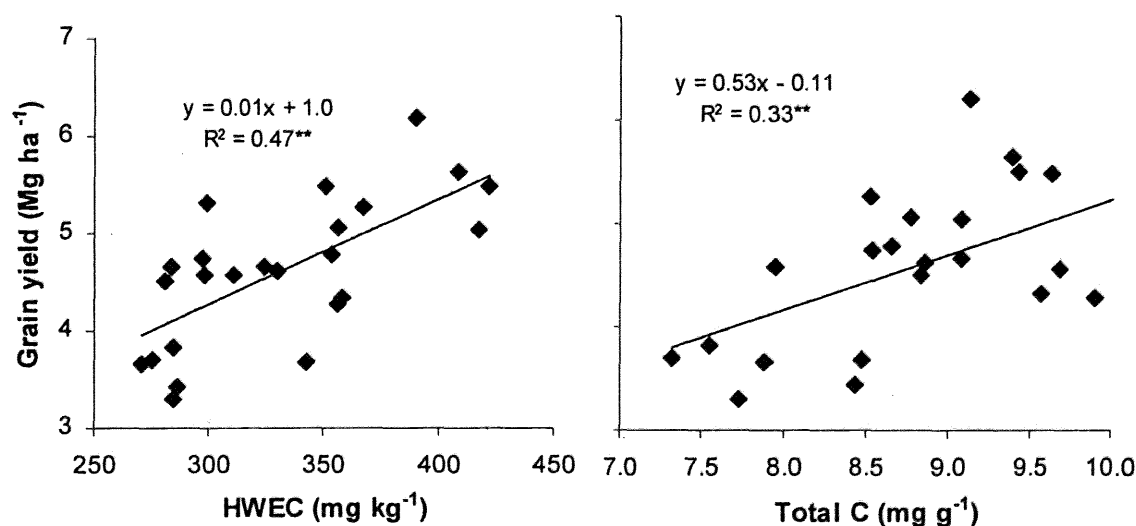 7
6
5
4
3
Grain yield (Mg ha⁻¹)
y = 0.01x + 1.0
R² = 0.47**
250 300 350 400 450
HWEC (mg kg⁻¹)
y = 0.53x - 0.11
R² = 0.33**
7.0 7.5 8.0 8.5 9.0 9.5 10.0
Total C (mg g⁻¹)